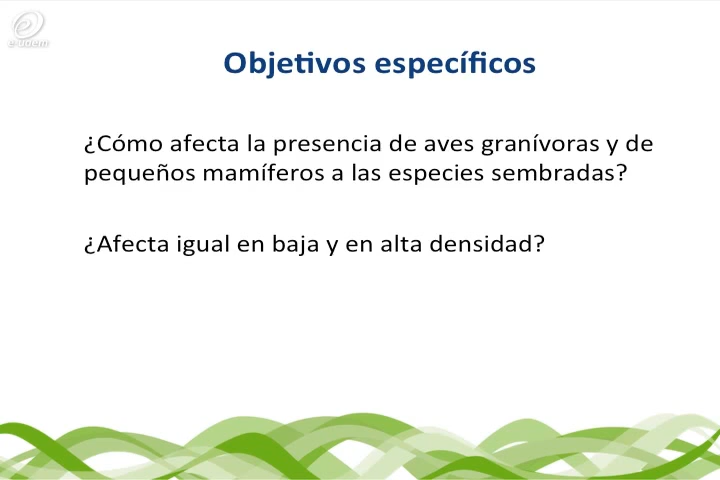 Objetivos específicos
¿Cómo afecta la presencia de aves granívoras y de
pequeños mamíferos a las especies sembradas?
¿Afecta igual en baja y en alta densidad?